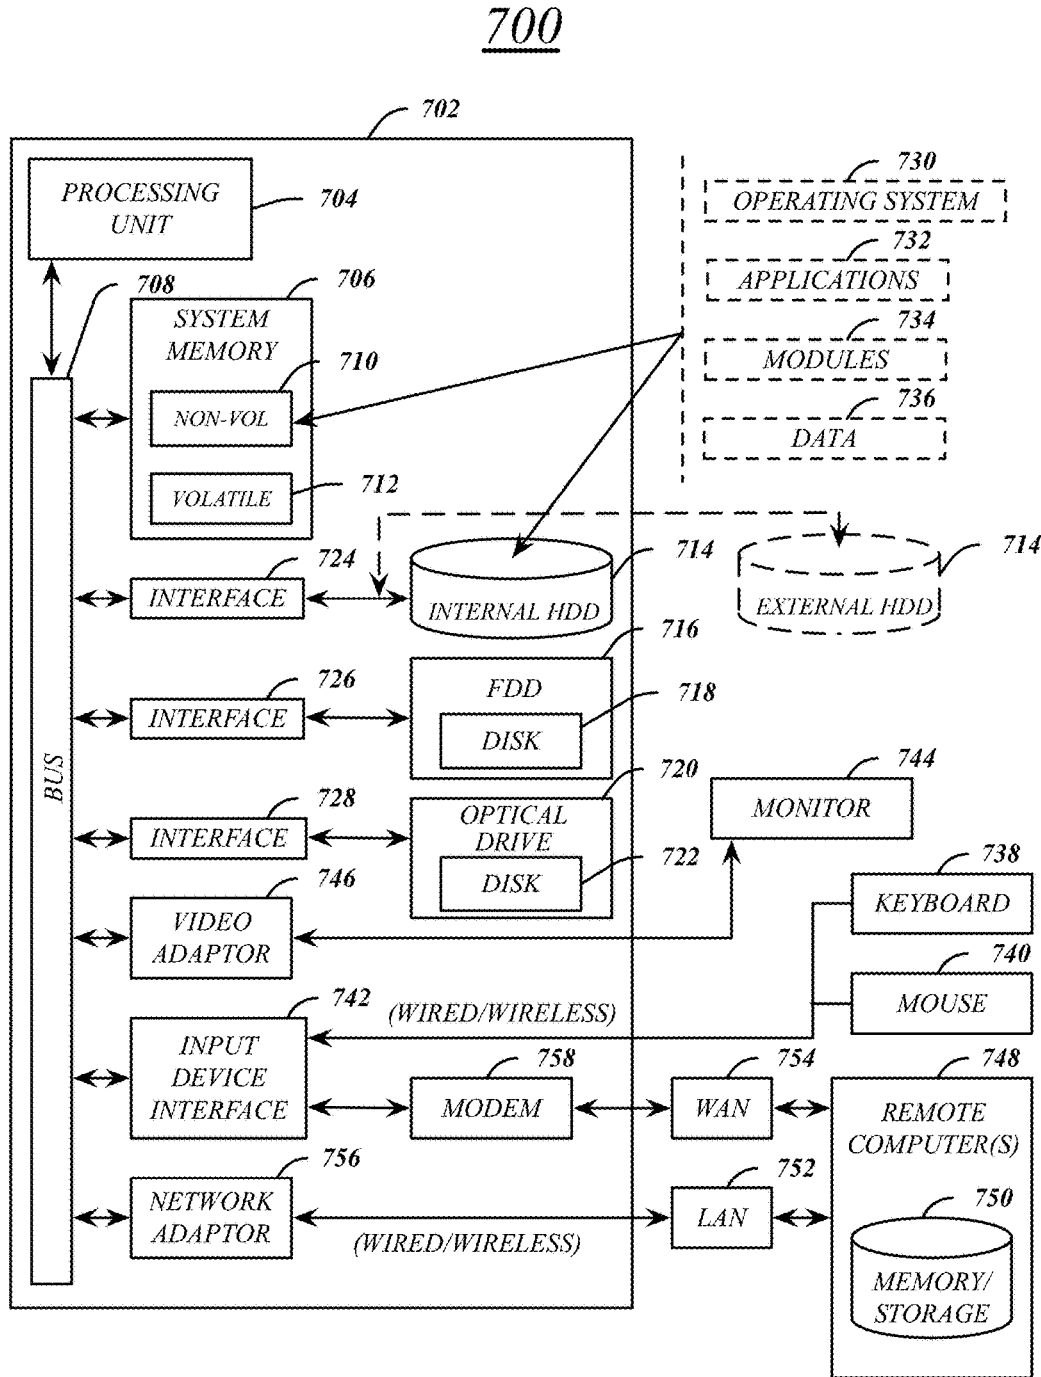 700
702
PROCESSING
UNIT
704
708
706
SYSTEM
MEMORY
710
NON-VOL
712
VOLATILE
730
OPERATING SYSTEM
732
APPLICATIONS
734
MODULES
736
DATA
724
INTERFACE
714
INTERNAL HDD
714
EXTERNAL HDD
716
726
INTERFACE
FDD
718
DISK
BUS
720
728
INTERFACE
OPTICAL
DRIVE
722
DISK
744
MONITOR
746
VIDEO
ADAPTOR
738
KEYBOARD
740
MOUSE
742
(WIRED/WIRELESS)
INPUT
DEVICE
INTERFACE
758
MODEM
754
WAN
748
REMOTE
COMPUTER(S)
756
NETWORK
ADAPTOR
(WIRED/WIRELESS)
752
LAN
750
MEMORY/
STORAGE